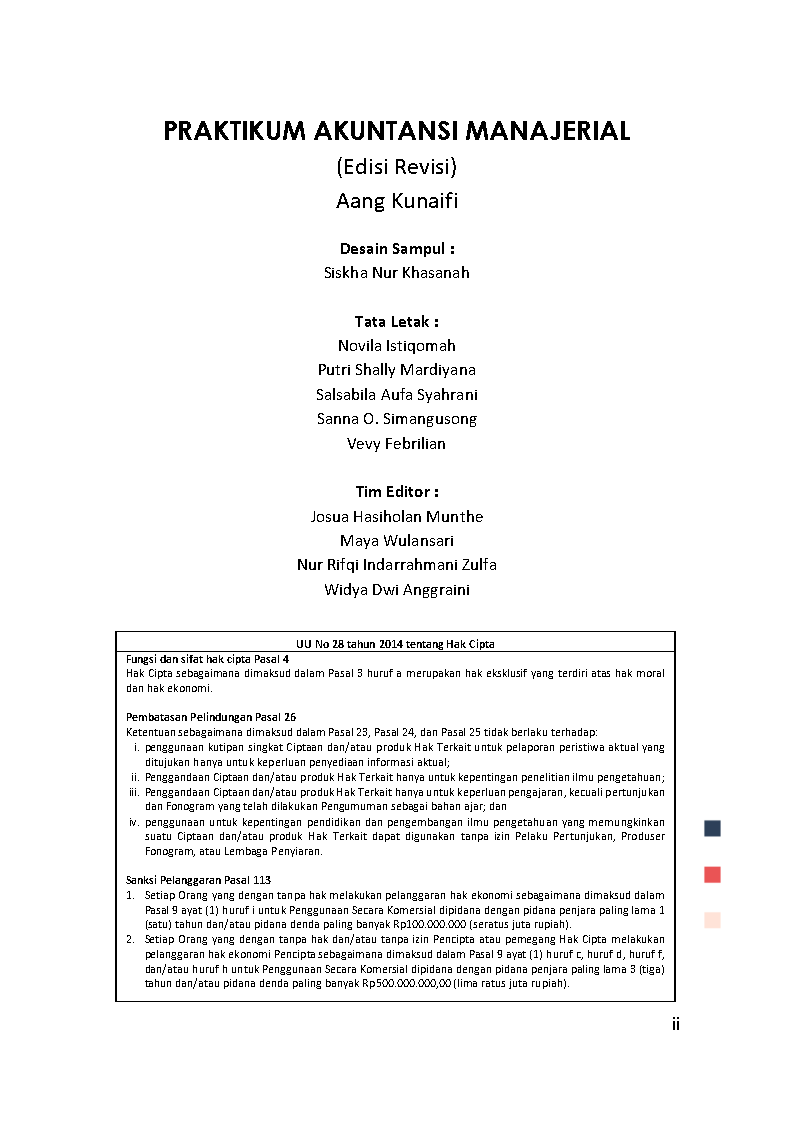 PRAKTIKUM AKUNTANSI MANAJERIAL
(Edisi Revisi)
Aang Kunaifi
Desain Sampul :
Siskha Nur Khasanah
Tata Letak :
Novila Istiqomah
Putri Shally Mardiyana
Salsabila Aufa Syahrani
Sanna O. Simangusong
Vevy Febrilian
Tim Editor :
Josua Hasiholan Munthe
Maya Wulansari
Nur Rifqi Indarrahmani Zulfa
Widya Dwi Anggraini
UU No 28 tahun 2014 tentang Hak Cipta
Fungsi dan sifat hak cipta Pasal 4
Hak Cipta sebagaimana dimaksud dalam Pasal 3 huruf a merupakan hak eksklusif yang terdiri atas hak moral
dan hak ekonomi.
Pembatasan Pelindungan Pasal 26
Ketentuan sebagaimana dimaksud dalam Pasal 23, Pasal 24, dan Pasal 25 tidak berlaku terhadap:
i. penggunaan kutipan singkat Ciptaan dan/atau produk Hak Terkait untuk pelaporan peristiwa aktual yang
ditujukan hanya untuk keperluan penyediaan informasi aktual;
ii. Penggandaan Ciptaan dan/atau produk Hak Terkait hanya untuk kepentingan penelitian ilmu pengetahuan;
iii. Penggandaan Ciptaan dan/atau produk Hak Terkait hanya untuk keperluan pengajaran, kecuali pertunjukan
dan Fonogram yang telah dilakukan Pengumuman sebagai bahan ajar; dan
iv. penggunaan untuk kepentingan pendidikan dan pengembangan ilmu pengetahuan yang memungkinkan
suatu Ciptaan dan/atau produk Hak Terkait dapat digunakan tanpa izin Pelaku Pertunjukan, Produser
Fonogram, atau Lembaga Penyiaran.
Sanksi Pelanggaran Pasal 113
1. Setiap Orang yang dengan tanpa hak melakukan pelanggaran hak ekonomi sebagaimana dimaksud dalam
Pasal 9 ayat (1) huruf i untuk Penggunaan Secara Komersial dipidana dengan pidana penjara paling lama 1
(satu) tahun dan/atau pidana denda paling banyak Rp100.000.000 (seratus juta rupiah).
2. Setiap Orang yang dengan tanpa hak dan/atau tanpa izin Pencipta atau pemegang Hak Cipta melakukan
pelanggaran hak ekonomi Pencipta sebagaimana dimaksud dalam Pasal 9 ayat (1) huruf c, huruf d, huruf f,
dan/atau huruf h untuk Penggunaan Secara Komersial dipidana dengan pidana penjara paling lama 3 (tiga)
tahun dan/atau pidana denda paling banyak Rp500.000.000,00 (lima ratus juta rupiah).
ii